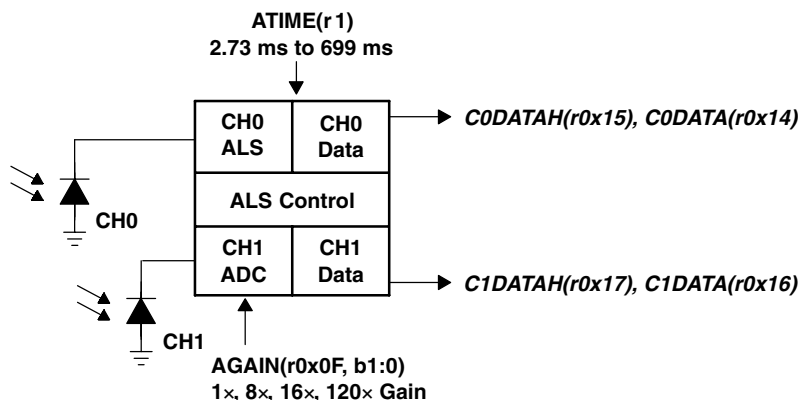 ATIME(r 1)
2.73 ms to 699 ms
CH0
ALS
CH0
Data
C0DATAH(r0x15), C0DATA(r0x14)
ALS Control
CH0
CH1
ADC
CH1
Data
C1DATAH(r0x17), C1DATA(r0x16)
CH1
AGAIN(r0x0F, b1:0)
1×, 8×, 16×, 120× Gain